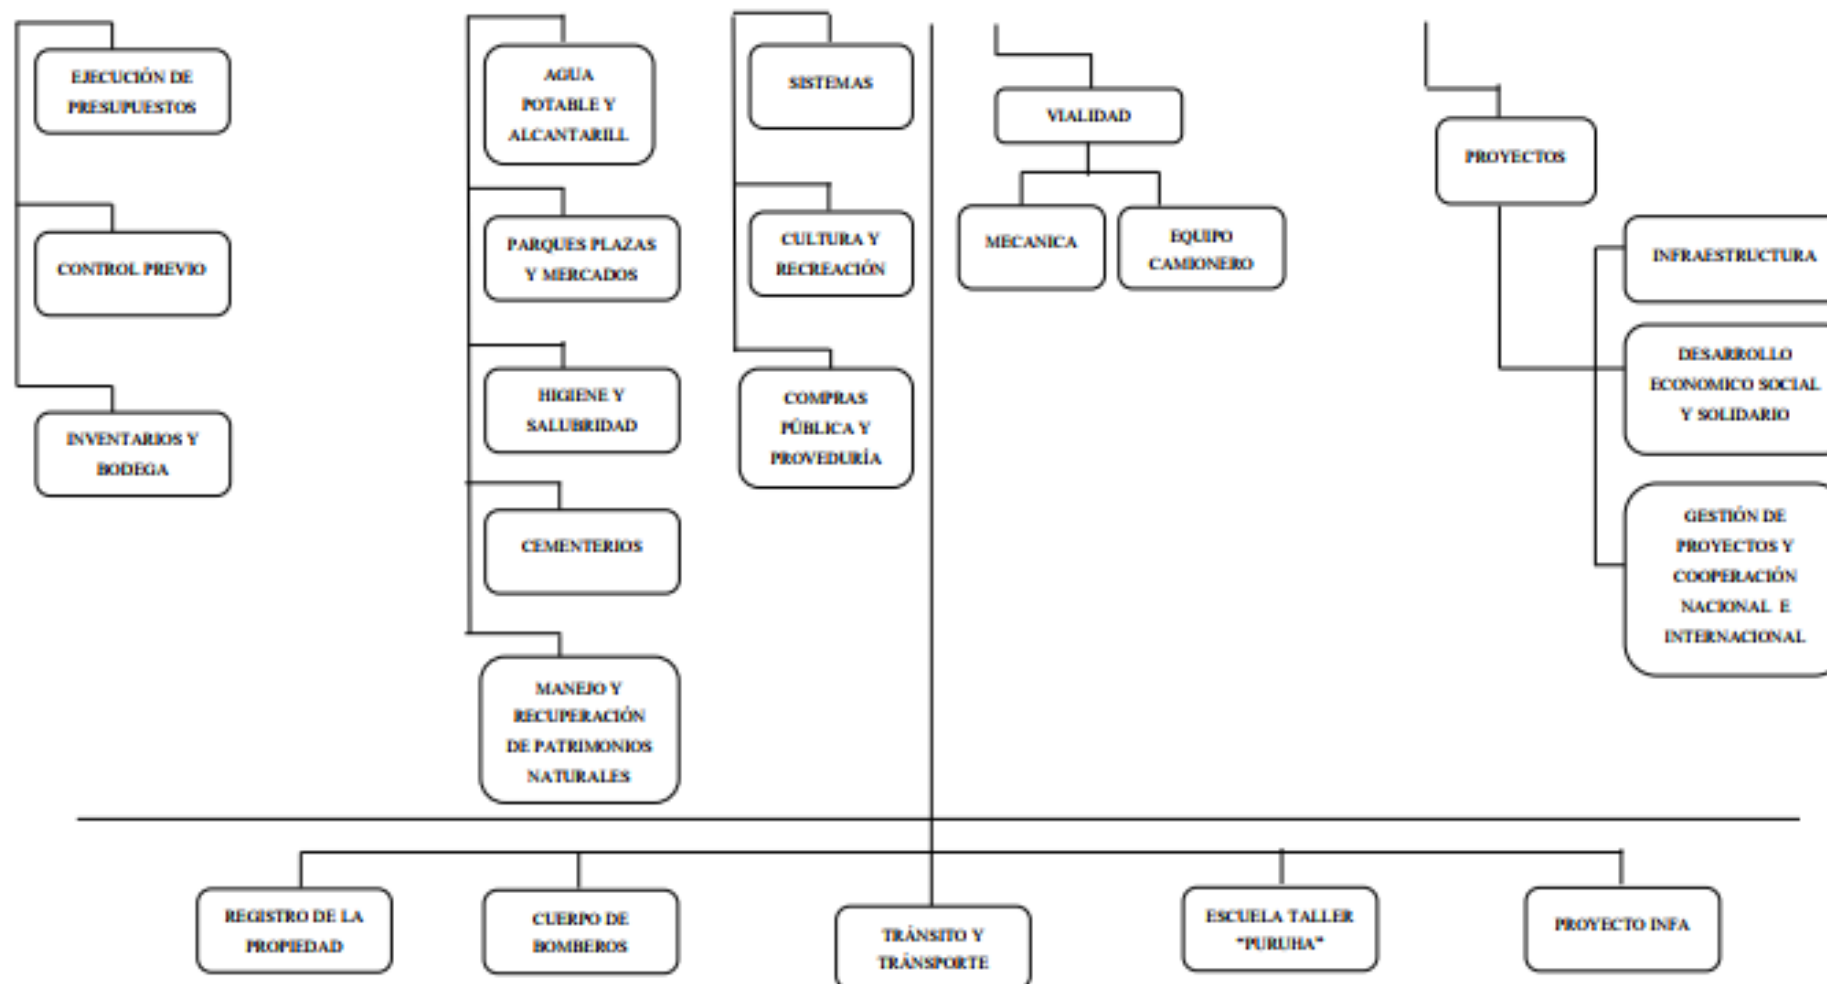 EJECUCIÓN DE
PRESUPUESTOS
CONTROL PREVIO
INVENTARIOS Y
BODEGA
AGUA
POTABLE Y
ALCANTARILL
PARQUES PLAZAS
Y MERCADOS
HIGIENE Y
SALUBRIDAD
CEMENTERIOS
MANEJO Y
RECUPERACIÓN
DE PATRIMONIOS
NATURALES
SISTEMAS
CULTURA Y
RECREACIÓN
COMPRAS
PÚBLICA Y
PROVEDURÍA
VIALIDAD
MECANICA
EQUIPO
CAMIONERO
PROYECTOS
INFRAESTRUCTURA
DESARROLLO
ECONOMICO SOCIAL
Y SOLIDARIO
GESTIÓN DE
PROYECTOS Y
COOPERACIÓN
NACIONAL E
INTERNACIONAL
REGISTRO DE LA
PROPIEDAD
CUERPO DE
BOMBEROS
TRÁNSITO Y
TRÁNSPORTE
ESCUELA TALLER
"PURUHA"
PROYECTO INFA